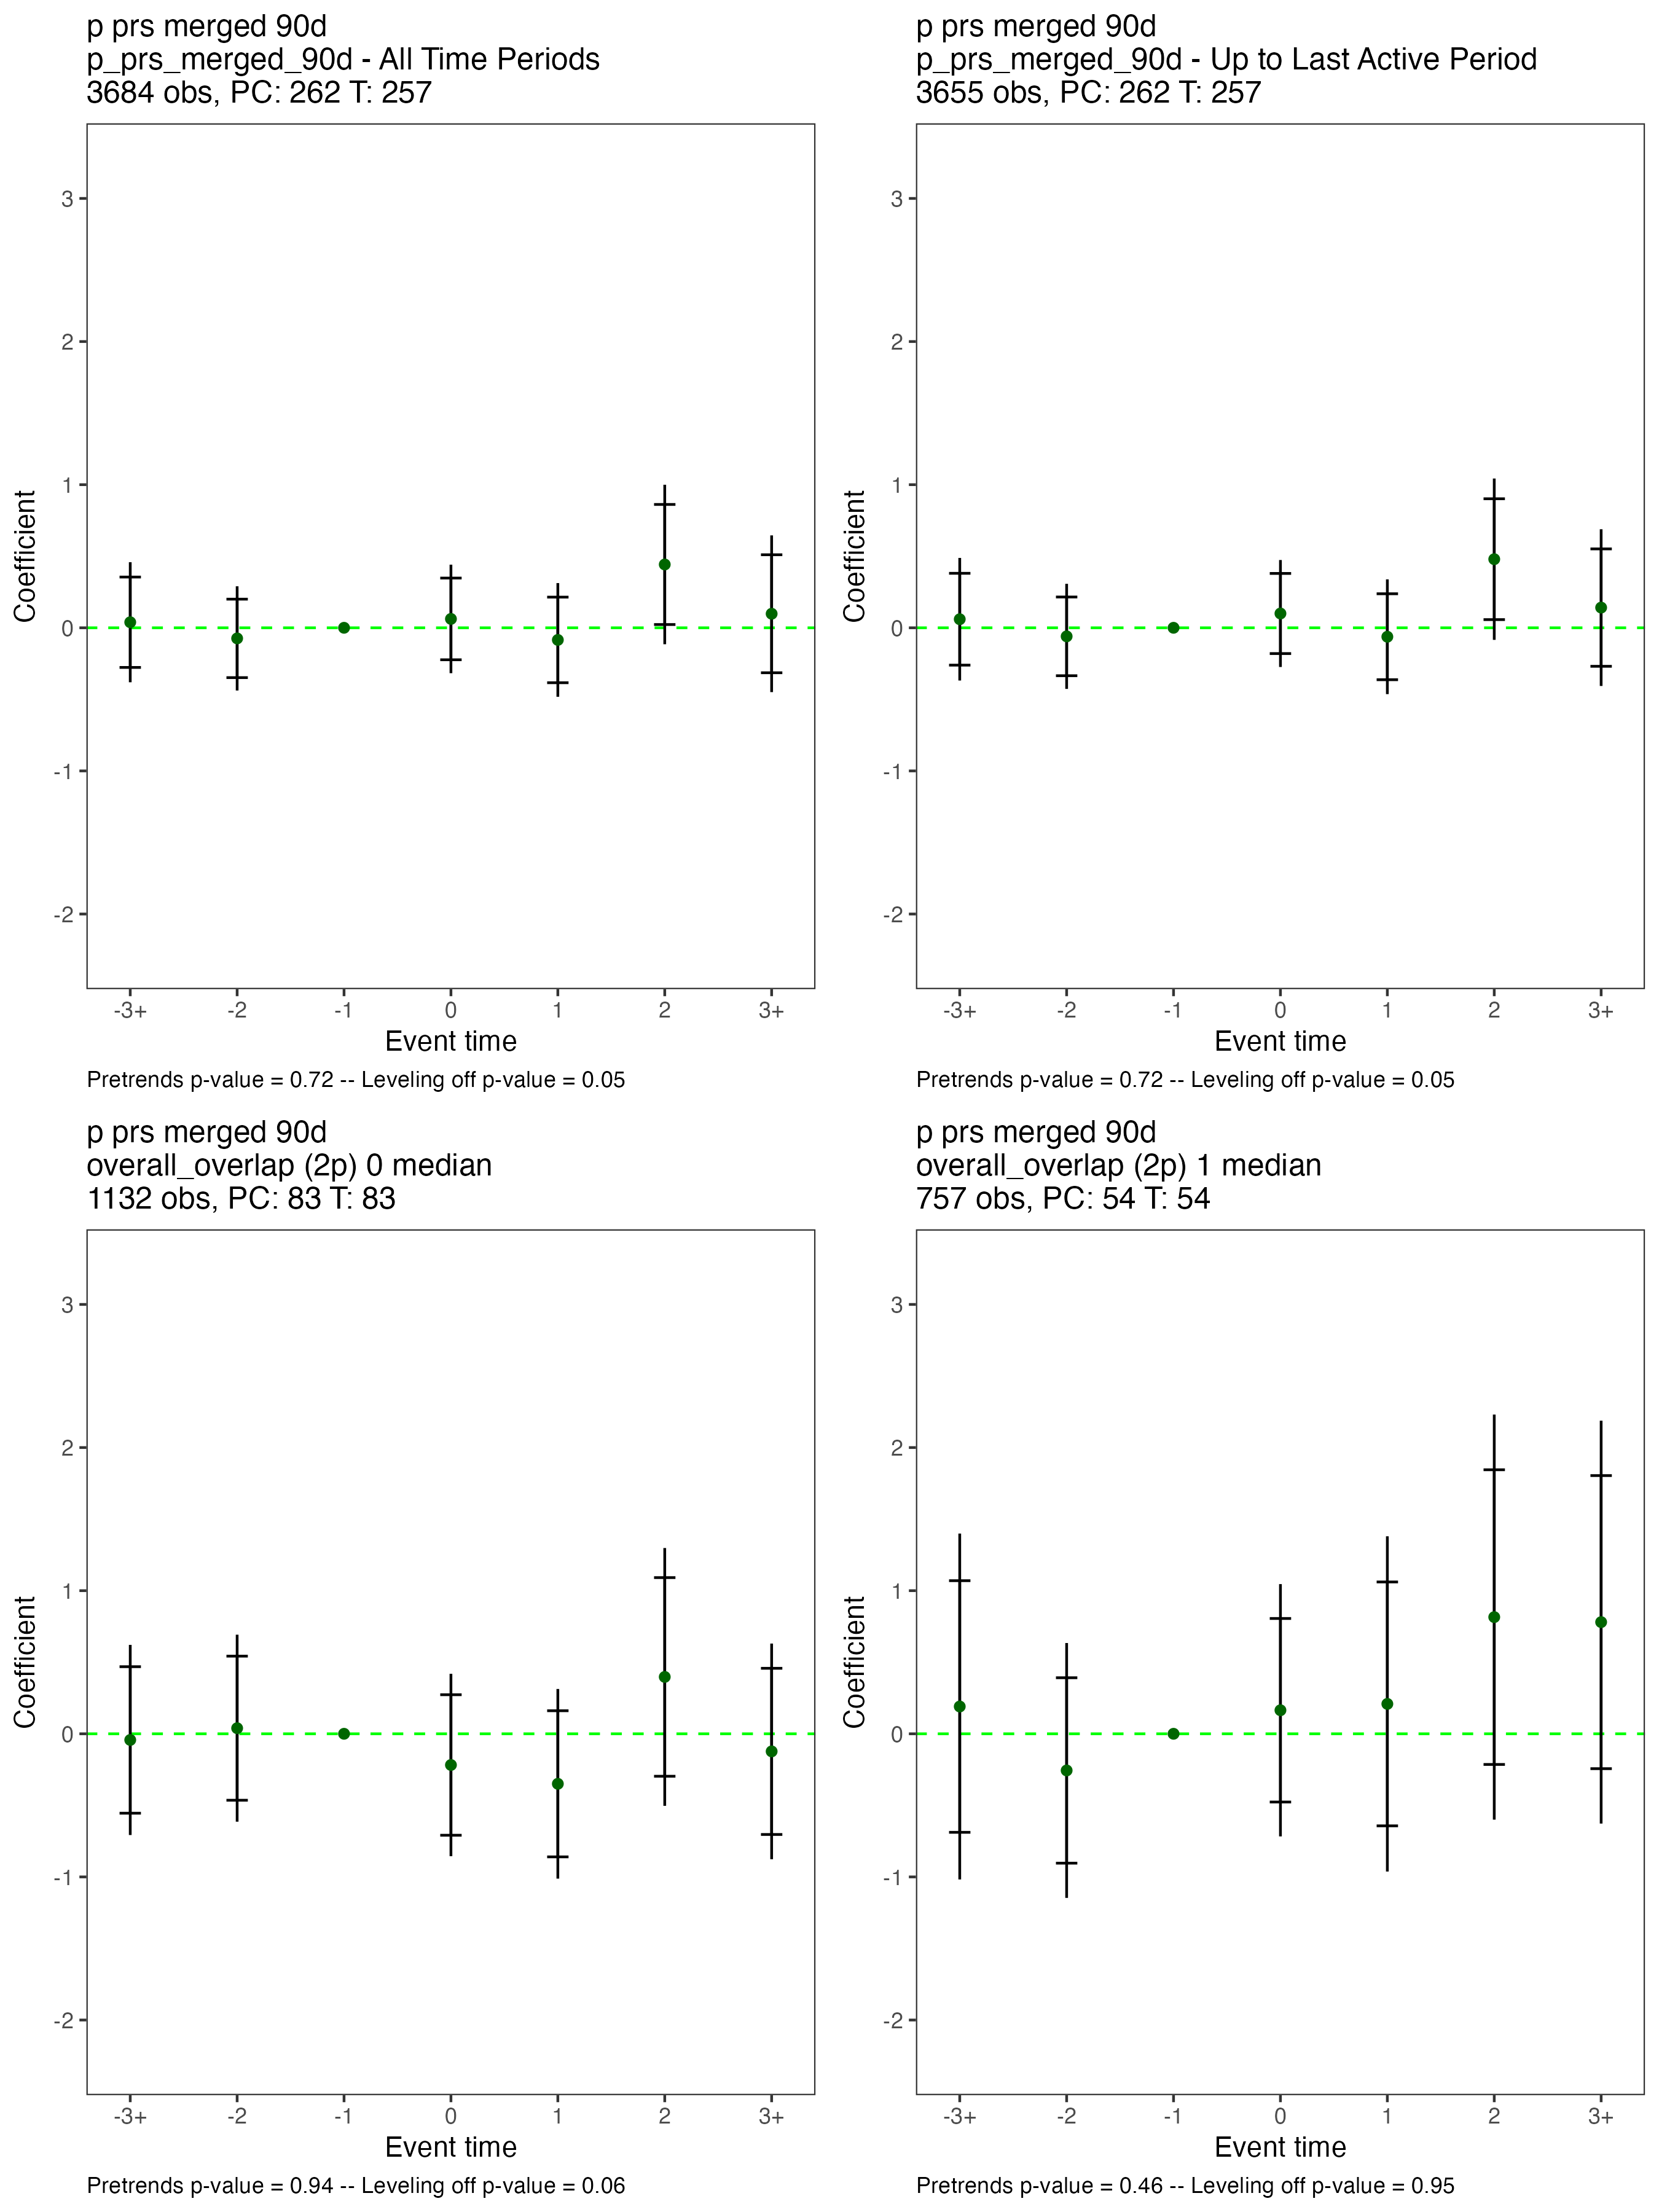 p prs merged 90d
p_prs_merged_90d - All Time Periods
3684 obs, PC: 262 T: 257
3
2
1
0
-1
-2
Coefficient
-3+ -2 -1 0 1 2 3+
Event time
Pretrends p-value = 0.72 -- Leveling off p-value = 0.05
p prs merged 90d
p_prs_merged_90d - Up to Last Active Period
3655 obs, PC: 262 T: 257
3
2
1
0
-1
-2
Coefficient
-3+ -2 -1 0 1 2 3+
Event time
Pretrends p-value = 0.72 -- Leveling off p-value = 0.05
p prs merged 90d
overall_overlap (2p) 0 median
1132 obs, PC: 83 T: 83
3
2
1
0
-1
-2
Coefficient
-3+ -2 -1 0 1 2 3+
Event time
Pretrends p-value = 0.94 -- Leveling off p-value = 0.06
p prs merged 90d
overall_overlap (2p) 1 median
757 obs, PC: 54 T: 54
3
2
1
0
-1
-2
Coefficient
-3+ -2 -1 0 1 2 3+
Event time
Pretrends p-value = 0.46 -- Leveling off p-value = 0.95